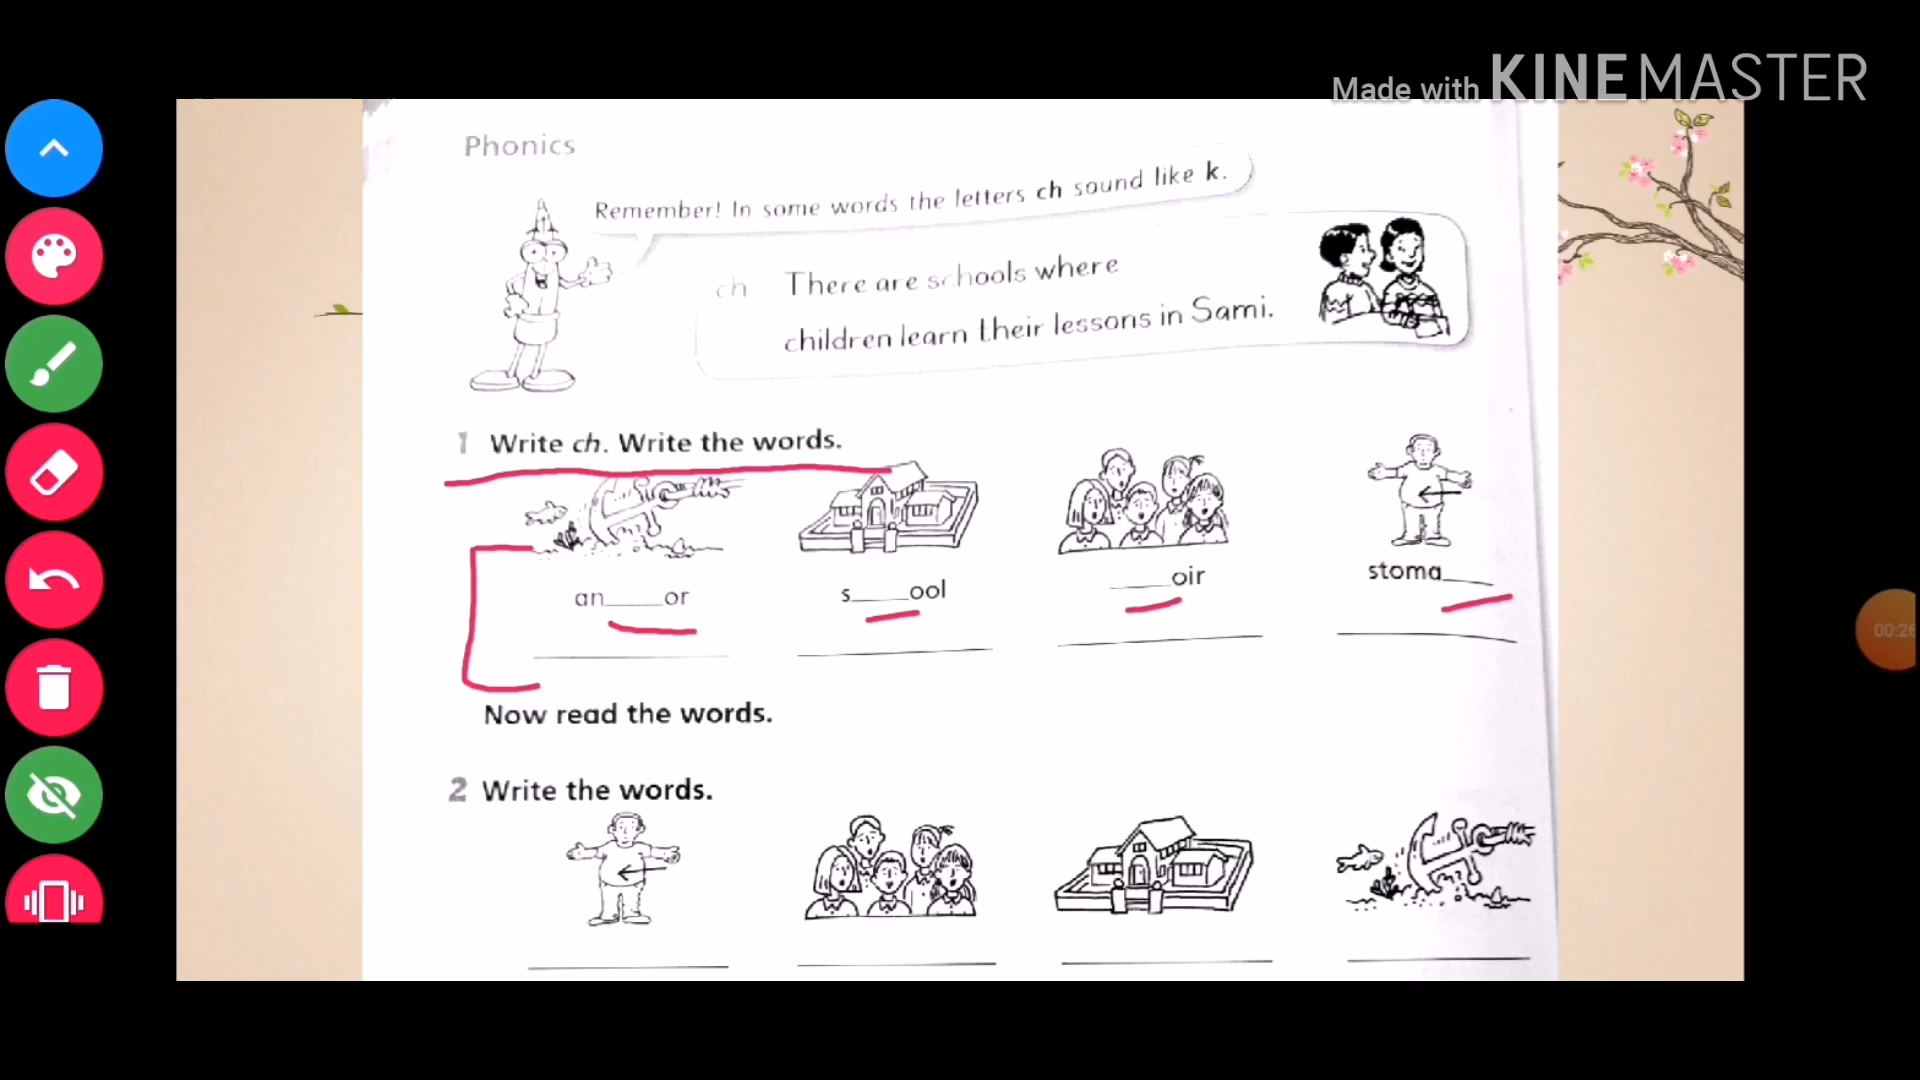 Made with KINEMASTER
Phonics
Remember! In some words the letters ch sound like k.
ch There are schools where
children learn their lessons in Sami.
1 Write ch. Write the words.
an____or s____ool ____oir stoma____
Now read the words.
2 Write the words.
00:26